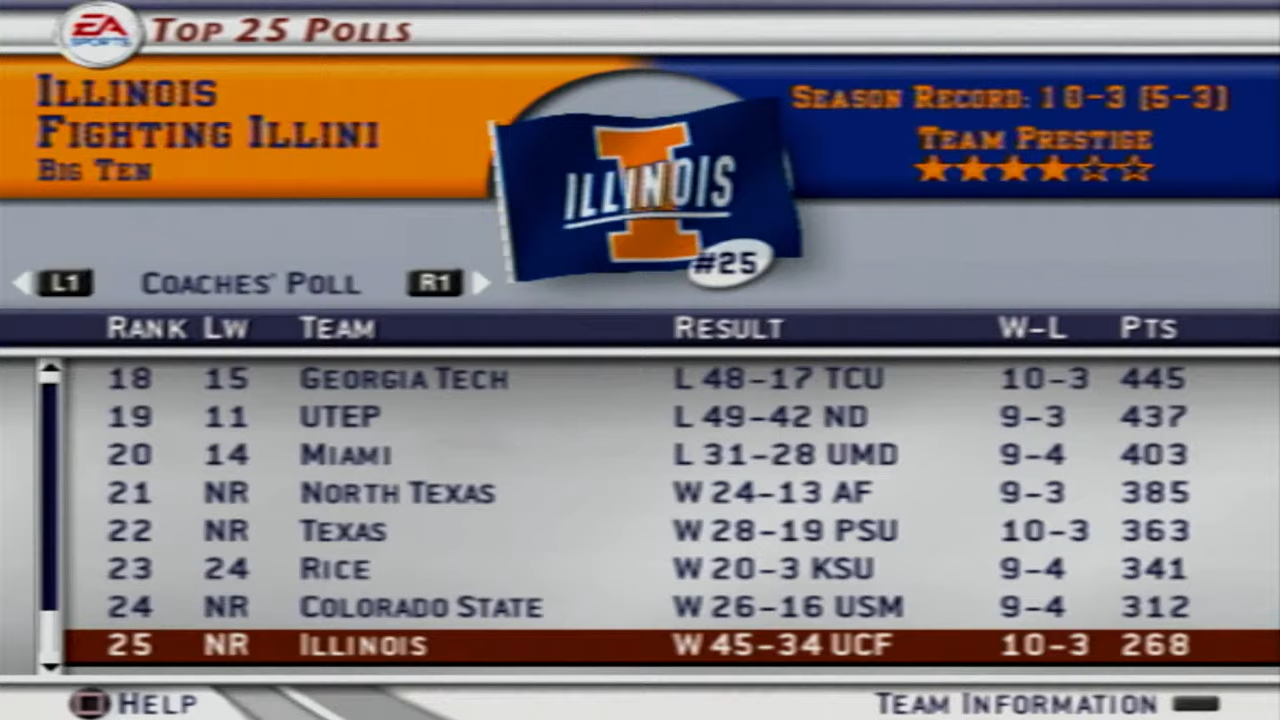 EA SPORTS TOP 25 POLLS
ILLINOIS
FIGHTING ILLINI
BIG TEN
SEASON RECORD: 10-3 (5-3)
TEAM PRESTIGE
ILLINOIS
#25
L1 COACHES' POLL R1
RANK LW TEAM RESULT W-L PTS
18 15 GEORGIA TECH L 48-17 TCU 10-3 445
19 11 UTEP L 49-42 ND 9-3 437
20 14 MIAMI L 31-28 UMD 9-4 403
21 NR NORTH TEXAS W 24-13 AF 9-3 385
22 NR TEXAS W 28-19 PSU 10-3 363
23 24 RICE W 20-3 KSU 9-4 341
24 NR COLORADO STATE W 26-16 USM 9-4 312
25 NR ILLINOIS W 45-34 UCF 10-3 268
HELP TEAM INFORMATION